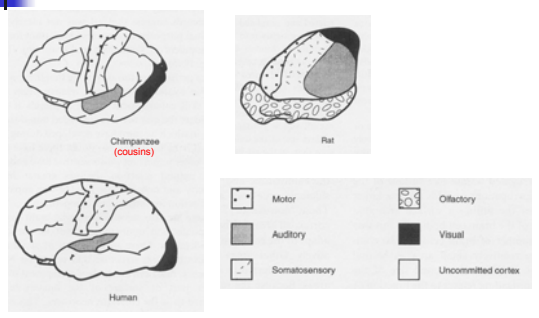 Chimpanzee
(cousins)
Rat
Human
Motor
Olfactory
Auditory
Visual
Somatosensory
Uncommitted cortex